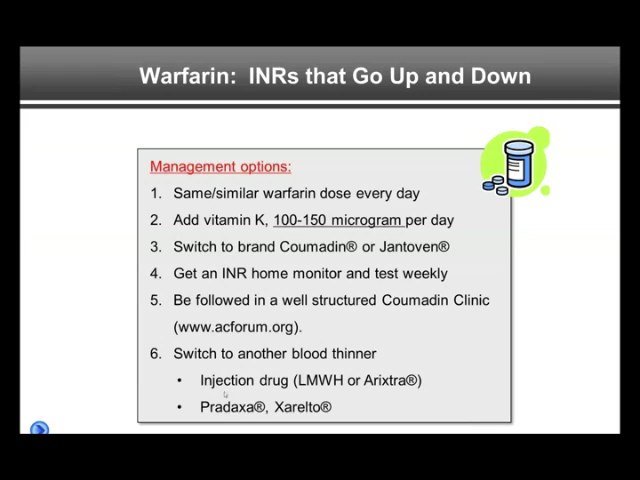 Warfarin: INRs that Go Up and Down
Management options:
1. Same/similar warfarin dose every day
2. Add vitamin K, 100-150 microgram per day
3. Switch to brand Coumadin® or Jantoven®
4. Get an INR home monitor and test weekly
5. Be followed in a well structured Coumadin Clinic
(www.acforum.org).
6. Switch to another blood thinner
• Injection drug (LMWH or Arixtra®)
• Pradaxa®, Xarelto®